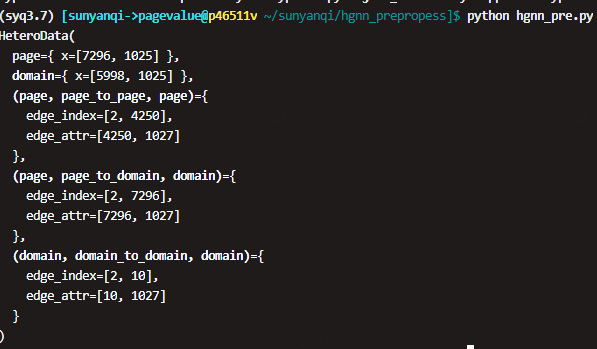 (syq3.7) [sunyanqi->pagevalue@p46511v ~/sunyanqi/hgnn_prepropess]$ python hgnn_pre.py
HeteroData(
  page={ x=[7296, 1025] },
  domain={ x=[5998, 1025] },
  (page, page_to_page, page)={
    edge_index=[2, 4250],
    edge_attr=[4250, 1027]
  },
  (page, page_to_domain, domain)={
    edge_index=[2, 7296],
    edge_attr=[7296, 1027]
  },
  (domain, domain_to_domain, domain)={
    edge_index=[2, 10],
    edge_attr=[10, 1027]
  }
)